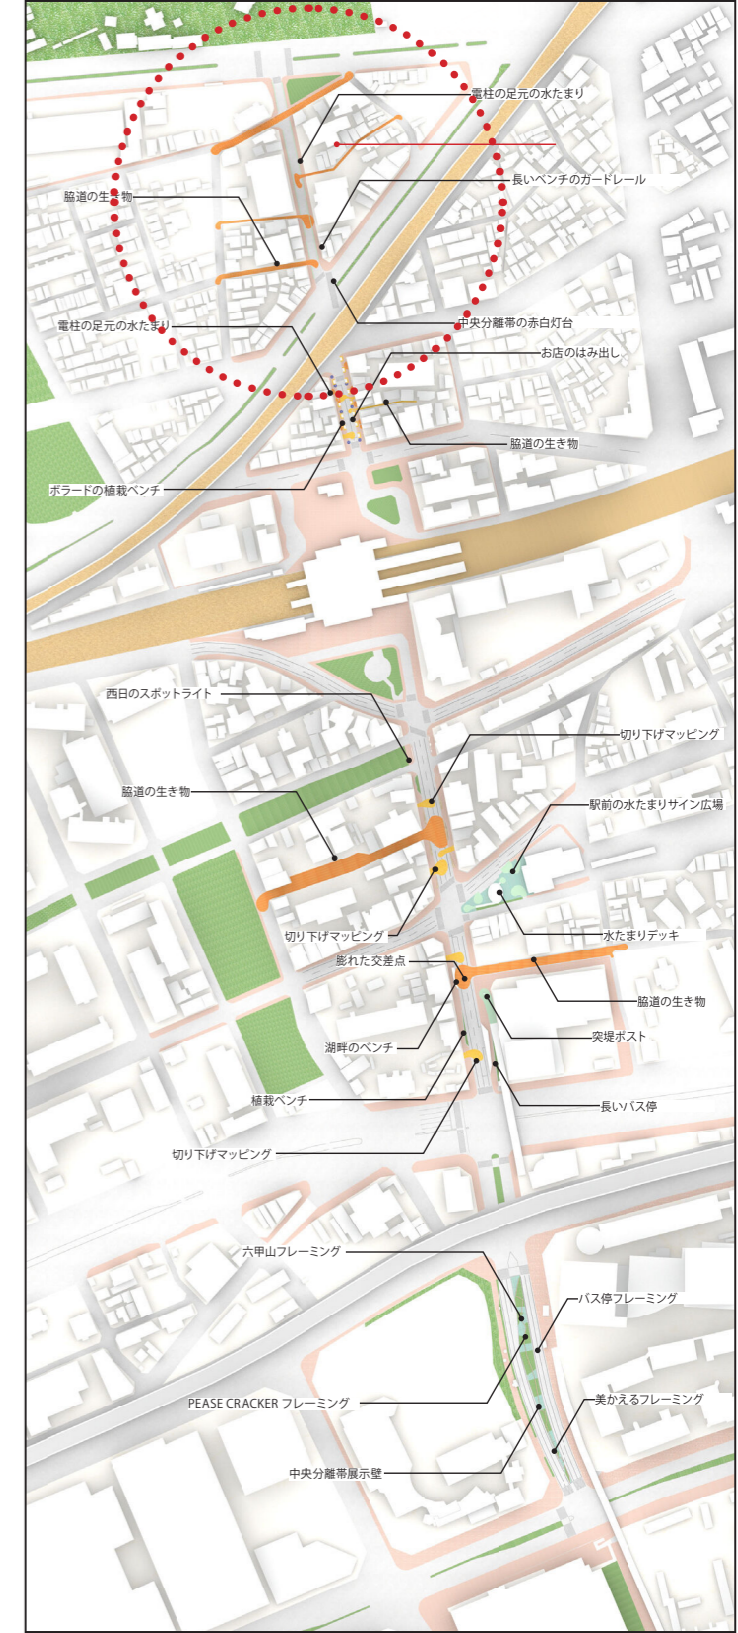 電柱の足元の水たまり
長いベンチのガードレール
脇道の生き物
中央分離帯の赤白灯台
電柱の足元の水たまり
お店のはみ出し
脇道の生き物
ボラードの植栽ベンチ
西日のスポットライト
切り下げマッピング
脇道の生き物
駅前の水たまりサイン広場
切り下げマッピング
水たまりデッキ
膨れた交差点
脇道の生き物
突堤ポスト
湖畔のベンチ
植栽ベンチ
長いバス停
切り下げマッピング
六甲山フレーミング
バス停フレーミング
PEASE CRACKER フレーミング
美かえるフレーミング
中央分離帯展示壁